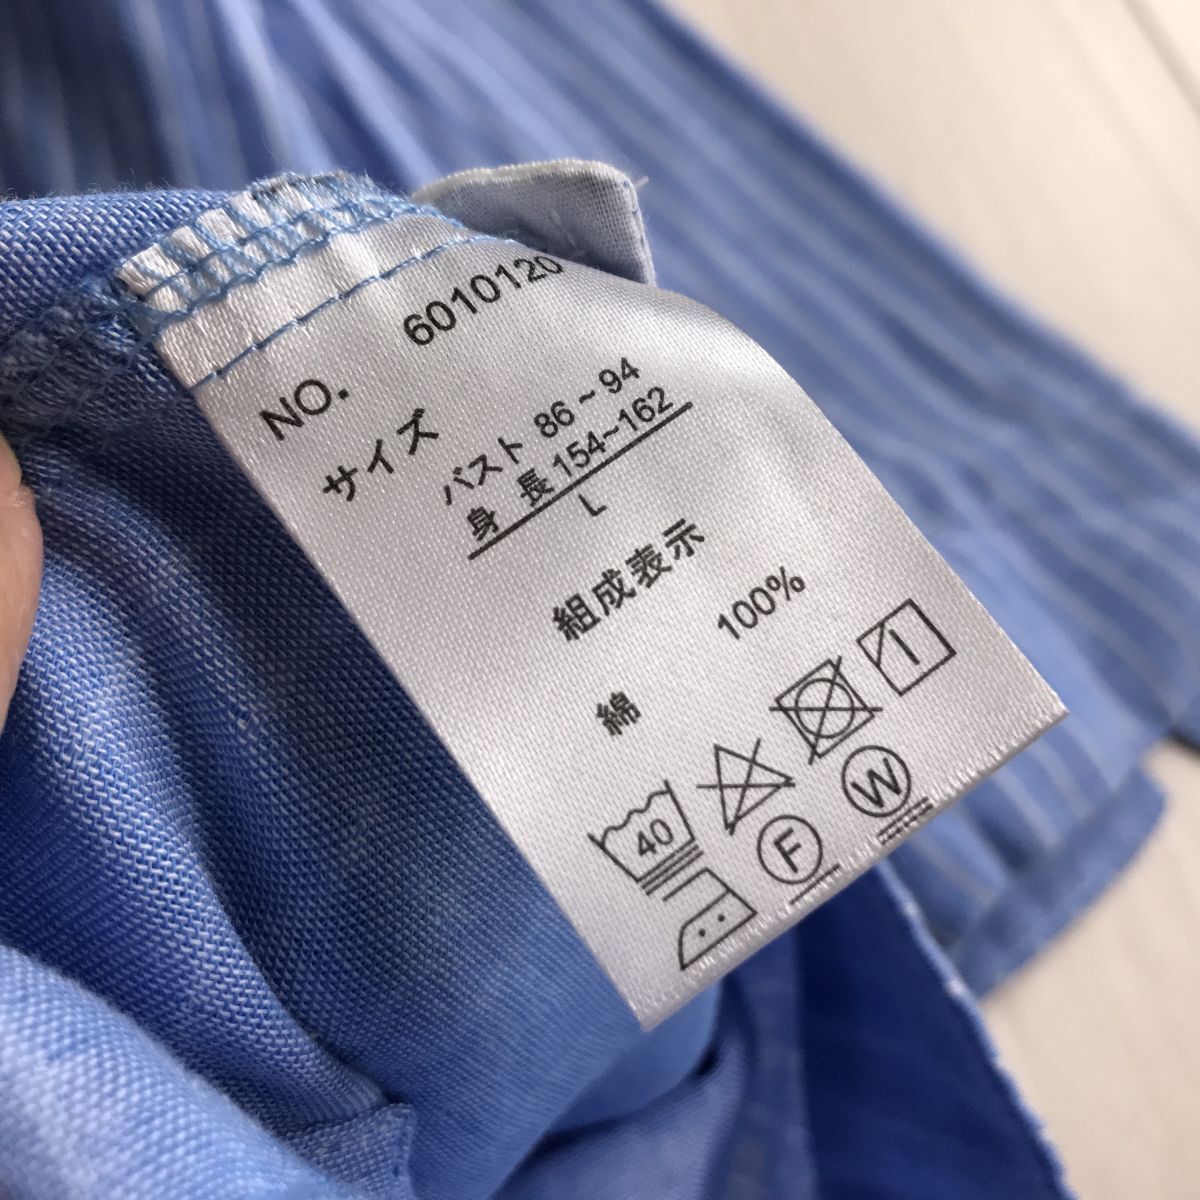 NO. 6010120
サイズ
バスト 86~94
身 長 154~162
L
組成表示
綿 100%
40
F W